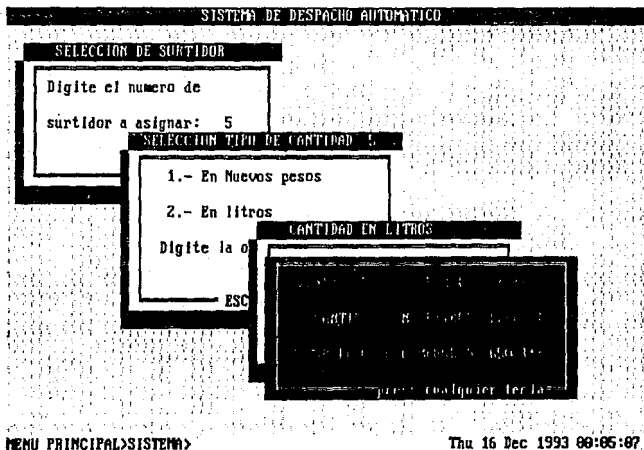 SISTEMA DE DESPACHO AUTOMATICO
SELECCION DE SURTIDOR
Digite el numero de
surtidor a asignar: 5
SELECCION TIPO DE CANTIDAD 5
1.- En Nuevos pesos
2.- En litros
Digite la o
ESC
CANTIDAD EN LITROS
press cualquier tecla
MENU PRINCIPAL>SISTEMA>
Thu 16 Dec 1993 00:05:07